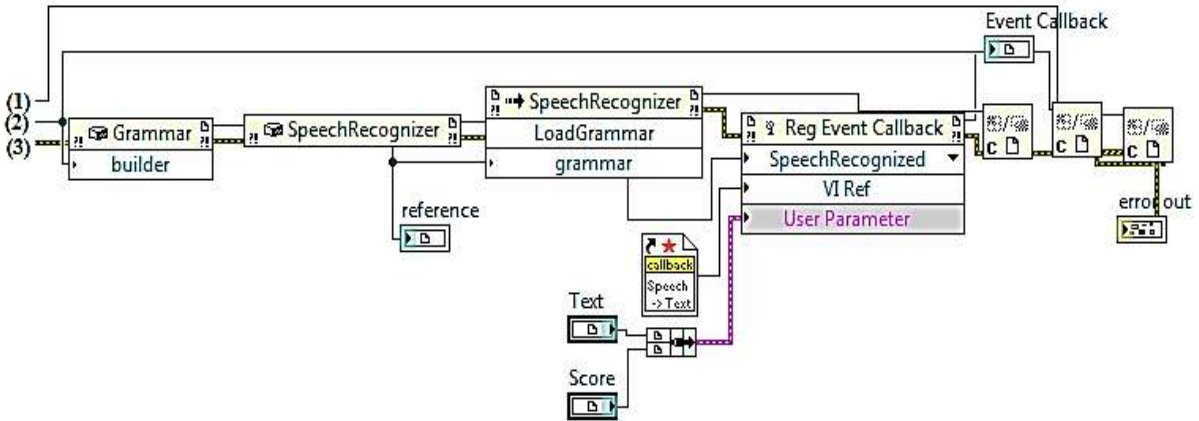 Event Callback
(1)
(2)
(3)
Grammar
builder
SpeechRecognizer
SpeechRecognizer
LoadGrammar
grammar
Reg Event Callback
SpeechRecognized
VI Ref
User Parameter
reference
error out
callback
Speech
-> Text
Text
Score
C
C
C